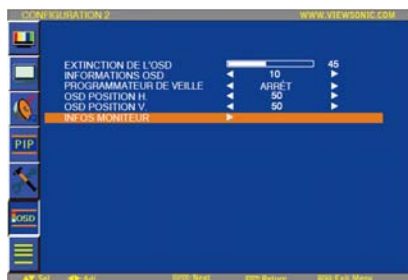 CONFIGURATION 2 WWW.VIEWSONIC.COM
EXTINCTION DE L'OSD 45
INFORMATIONS OSD 10
PROGRAMMATEUR DE VEILLE ARRÊT
OSD POSITION H. 50
OSD POSITION V. 50
INFOS MONITEUR
PIP
OSD
Sel Adj Next Return Exit Menu